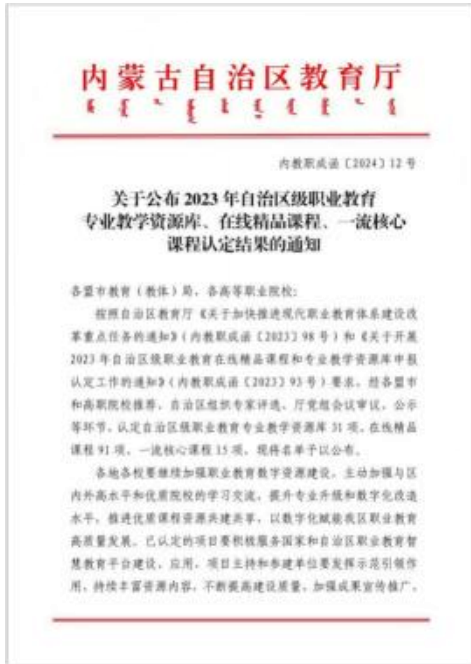 内蒙古自治区教育厅
内教职成函〔2024〕12 号
关于公布 2023 年自治区级职业教育
专业教学资源库、在线精品课程、一流核心
课程认定结果的通知
各盟市教育（教体）局，各高等职业院校：
按照自治区教育厅《关于加快推进现代职业教育体系建设改
革重点任务的通知》（内教职成函〔2023〕98 号）和《关于开展
2023 年自治区级职业教育在线精品课程和专业教学资源库申报
认定工作的通知》（内教职成函〔2023〕93 号）要求，经各盟市
和高职院校推荐、自治区组织专家评选、厅党组会议审议、公示
等环节，认定自治区级职业教育专业教学资源库 31 项、在线精品
课程 91 项、一流核心课程 15 项，现将名单予以公布。
各地各校要继续加强职业教育数字资源建设，主动加强与区
内外高水平和优质院校的学习交流，提升专业升级和数字化改造
水平，推进优质课程资源共建共享，以数字化赋能我区职业教育
高质量发展。已认定的项目要积极服务国家和自治区职业教育智
慧教育平台建设、应用，项目主持和参建单位要发挥示范引领作
用，持续丰富资源内容，不断提高建设质量，加强成果宣传推广，